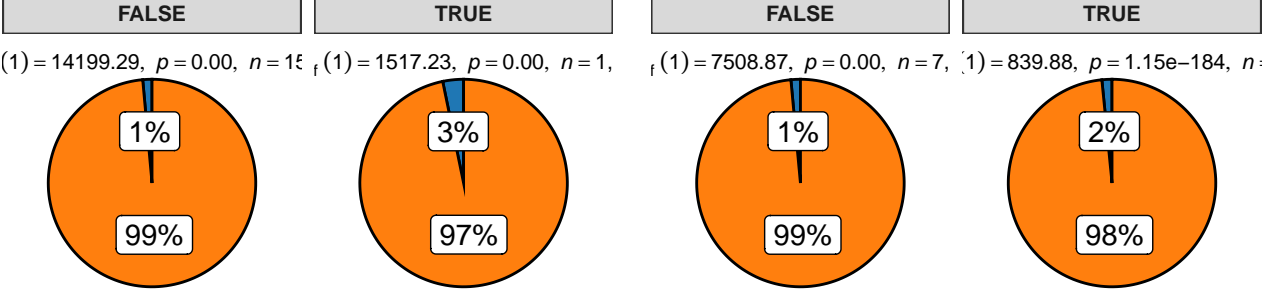 FALSE TRUE FALSE TRUE
(1) = 14199.29, p = 0.00, n = 15 f (1) = 1517.23, p = 0.00, n = 1, f (1) = 7508.87, p = 0.00, n = 7, 1) = 839.88, p = 1.15e−184, n =
1% 3% 1% 2%
99% 97% 99% 98%